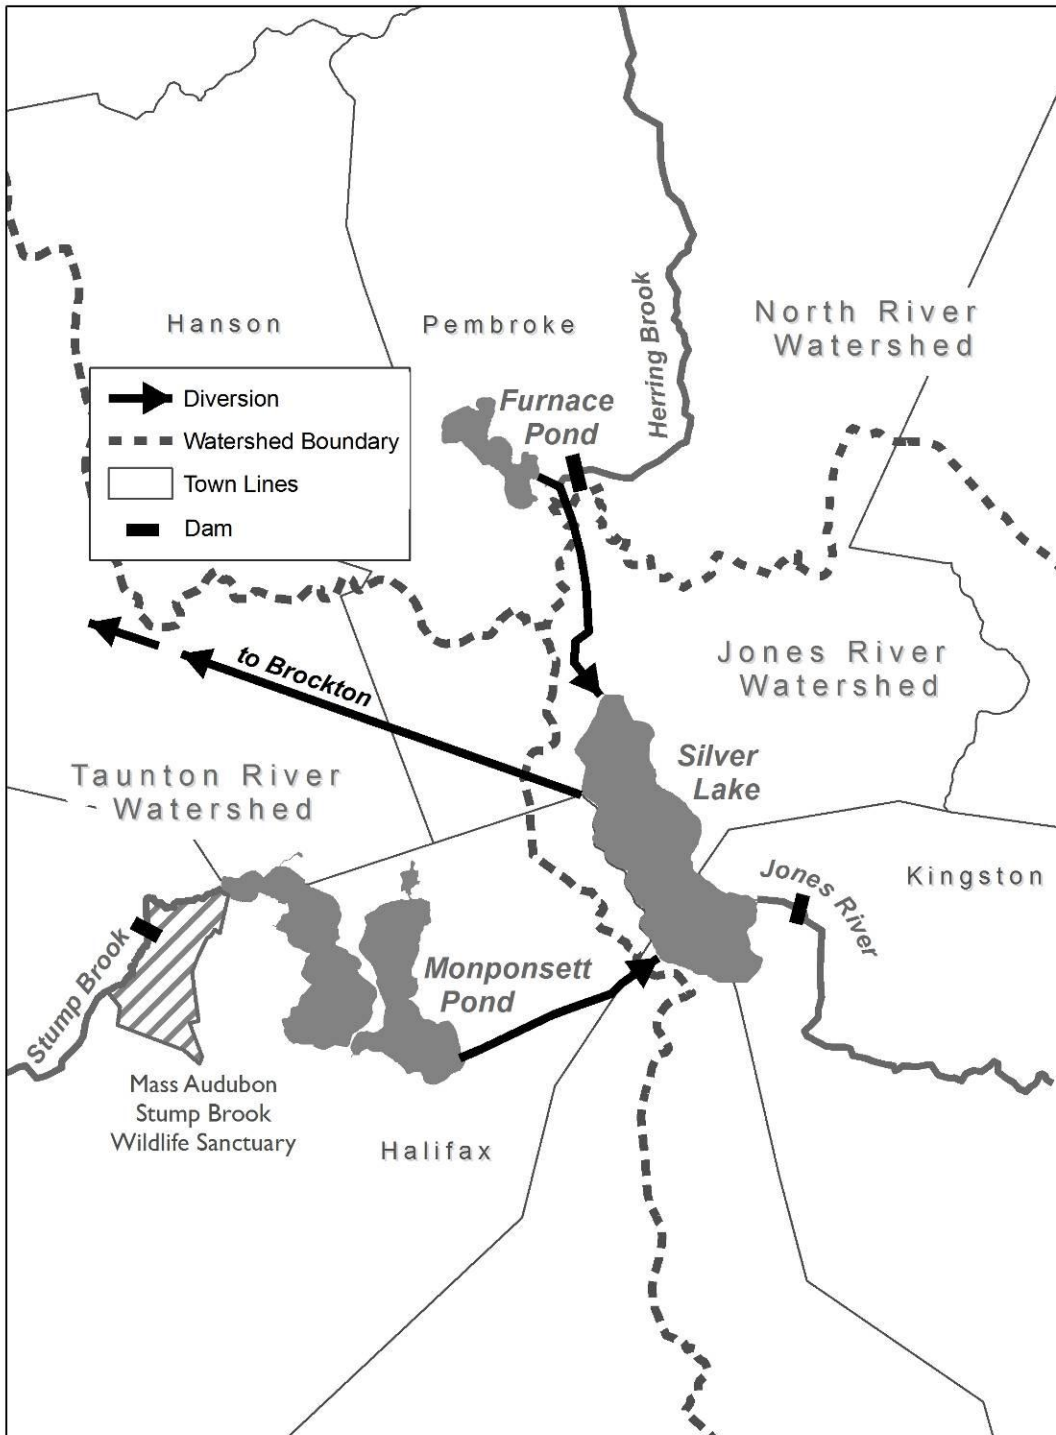 Hanson
Pembroke
Herring Brook
North River
Watershed
Diversion
Watershed Boundary
Town Lines
Dam
Furnace
Pond
to Brockton
Jones River
Watershed
Silver
Lake
Taunton River
Watershed
Jones River
Kingston
Stump Brook
Monponsett
Pond
Mass Audubon
Stump Brook
Wildlife Sanctuary
Halifax